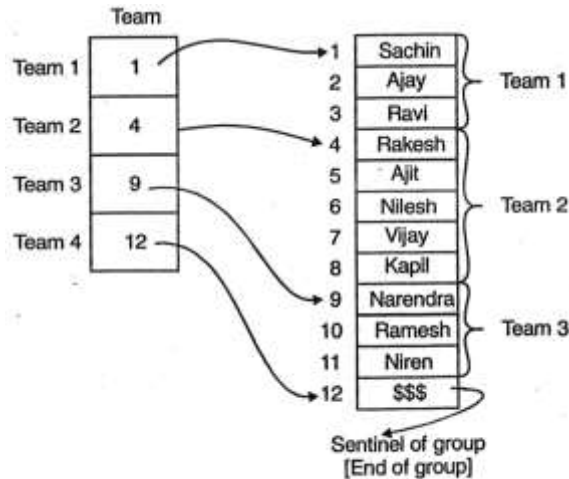 Team
Team 1 1
Team 2 4
Team 3 9
Team 4 12
1 Sachin
2 Ajay
3 Ravi
Team 1
4 Rakesh
5 Ajit
6 Nilesh
7 Vijay
8 Kapil
Team 2
9 Narendra
10 Ramesh
11 Niren
Team 3
12 $$$
Sentinel of group
[End of group]